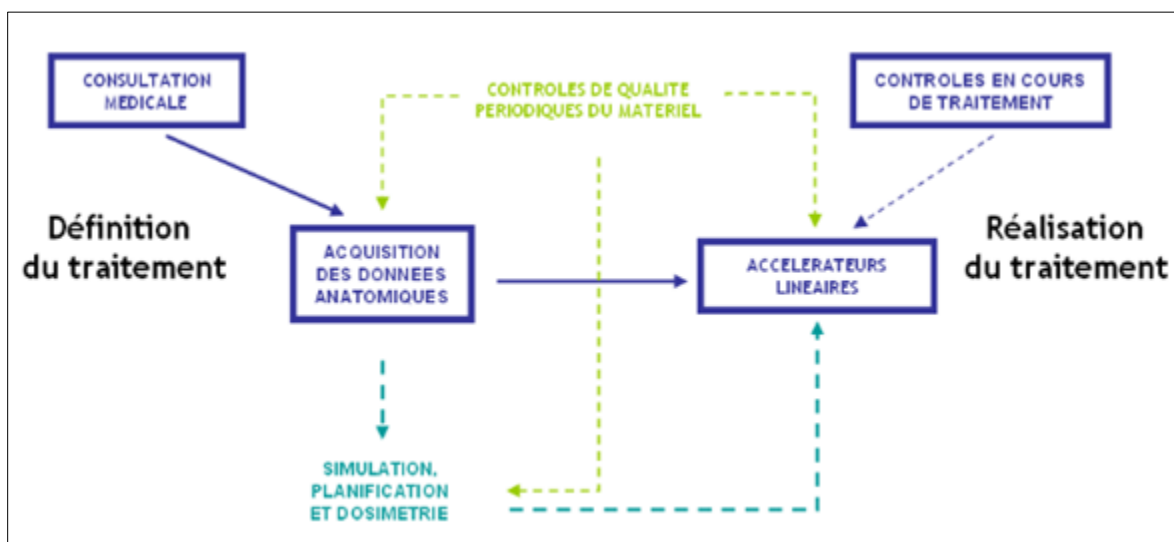 CONSULTATION
MEDICALE
CONTROLES DE QUALITE
PERIODIQUES DU MATERIEL
CONTROLES EN COURS
DE TRAITEMENT
Définition
du traitement
ACQUISITION
DES DONNEES
ANATOMIQUES
ACCELERATEURS
LINEAIRES
Réalisation
du traitement
SIMULATION,
PLANIFICATION
ET DOSIMETRIE